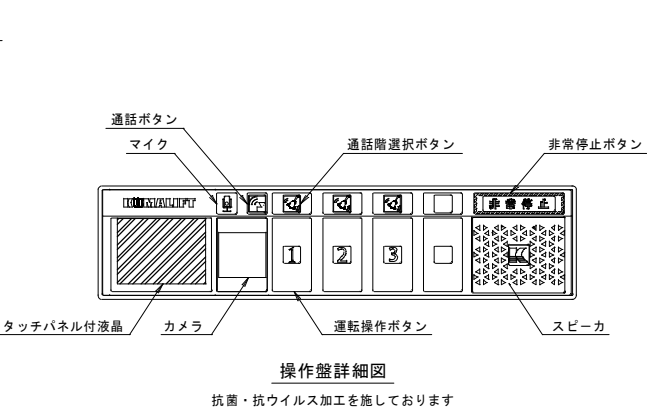 通話ボタン
マイク
通話階選択ボタン
非常停止ボタン
KOMALIFT
非常停止
1
2
3
タッチパネル付液晶
カメラ
運転操作ボタン
スピーカ
操作盤詳細図
抗菌・抗ウイルス加工を施しております